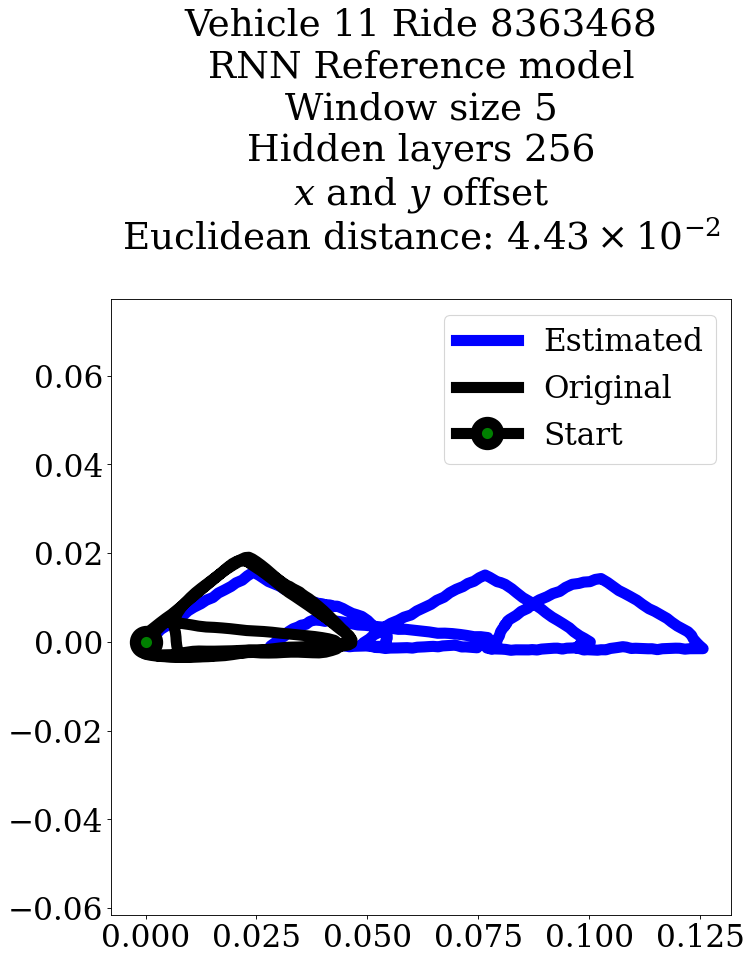 Vehicle 11 Ride 8363468
RNN Reference model
Window size 5
Hidden layers 256
x and y offset
Euclidean distance: 4.43 × 10⁻²
Estimated
Original
Start
0.06
0.04
0.02
0.00
−0.02
−0.04
−0.06
0.000 0.025 0.050 0.075 0.100 0.125